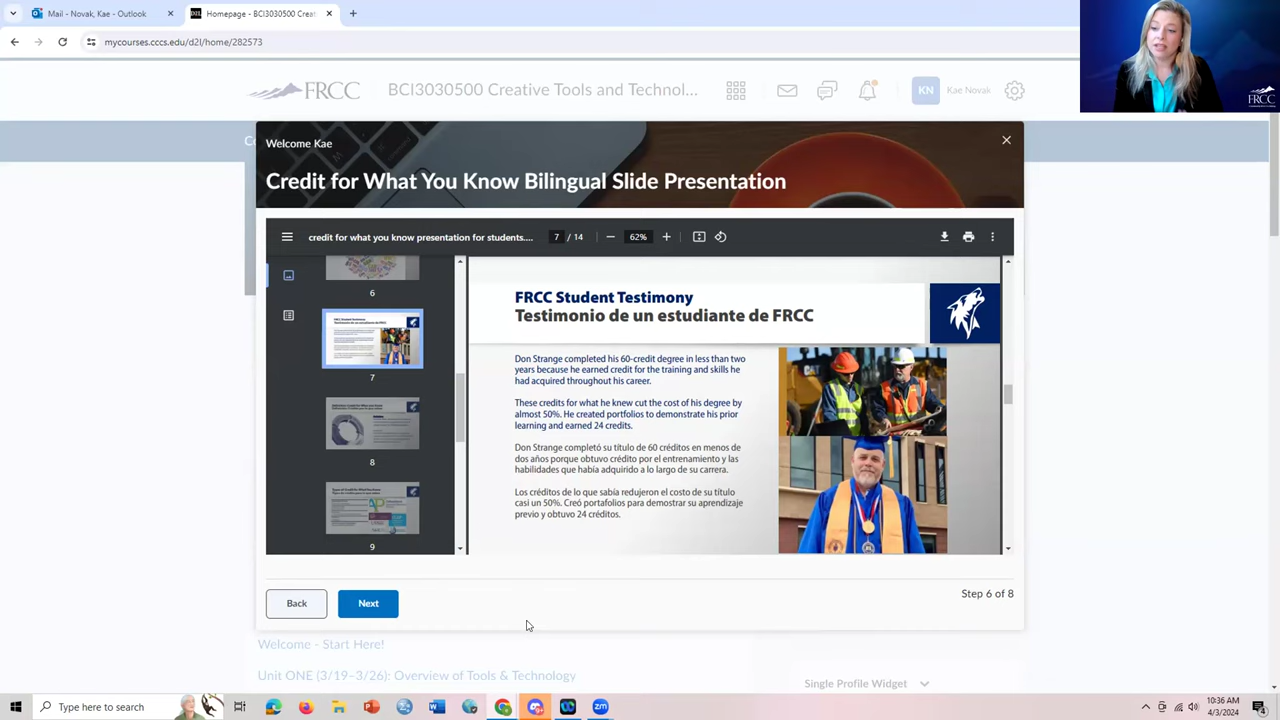 Mail - Novak, Kae - Outlook
Homepage - BCI3030500 Creat
mycourses.cccs.edu/d2l/home/282573
FRCC
BCI3030500 Creative Tools and Technol...
KN
Kae Novak
FRCC
Welcome Kae
Credit for What You Know Bilingual Slide Presentation
credit for what you know presentation for students....
7 / 14
62%
6
7
8
9
FRCC Student Testimony
Testimonio de un estudiante de FRCC
Don Strange completed his 60-credit degree in less than two
years because he earned credit for the training and skills he
had acquired throughout his career.
These credits for what he knew cut the cost of his degree by
almost 50%. He created portfolios to demonstrate his prior
learning and earned 24 credits.
Don Strange completó su título de 60 créditos en menos de
dos años porque obtuvo crédito por el entrenamiento y las
habilidades que había adquirido a lo largo de su carrera.
Los créditos de lo que sabía redujeron el costo de su título
casi un 50%. Creó portafolios para demostrar su aprendizaje
previo y obtuvo 24 créditos.
Back
Next
Step 6 of 8
Welcome - Start Here!
Unit ONE (3/19–3/26): Overview of Tools & Technology
Single Profile Widget
Type here to search
10:36 AM
4/3/2024
4